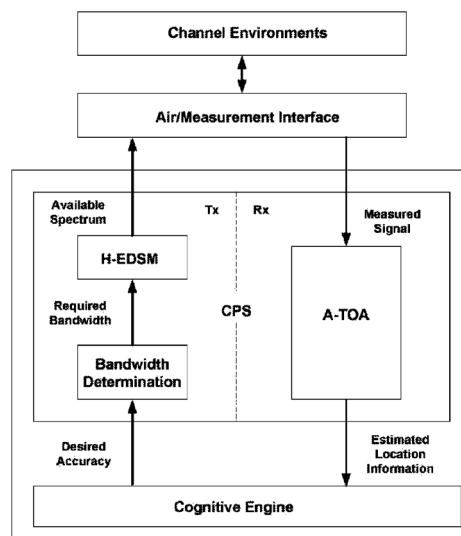 Channel Environments
Air/Measurement Interface
Available
Spectrum
Tx
Rx
Measured
Signal
H-EDSM
A-TOA
Required
Bandwidth
CPS
Bandwidth
Determination
Desired
Accuracy
Estimated
Location
Information
Cognitive Engine